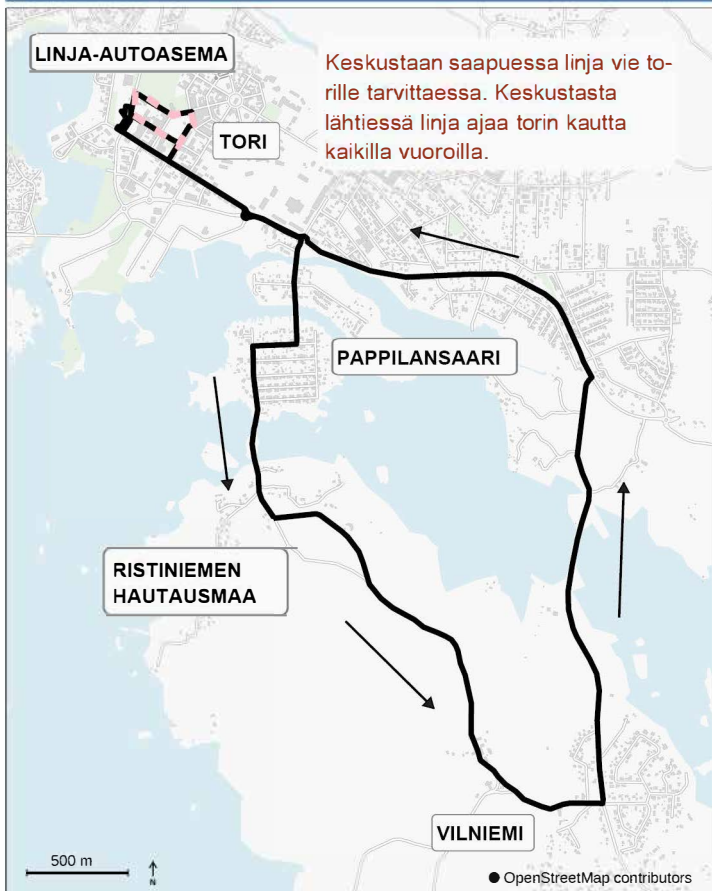 LINJA-AUTOASEMA
Keskustaan saapuessa linja vie to-
rille tarvittaessa. Keskustasta
lähtiessä linja ajaa torin kautta
kaikilla vuoroilla.
TORI
PAPPILANSAARI
RISTINIEMEN
HAUTAUSMAA
VILNIEMI
500 m
N
OpenStreetMap contributors